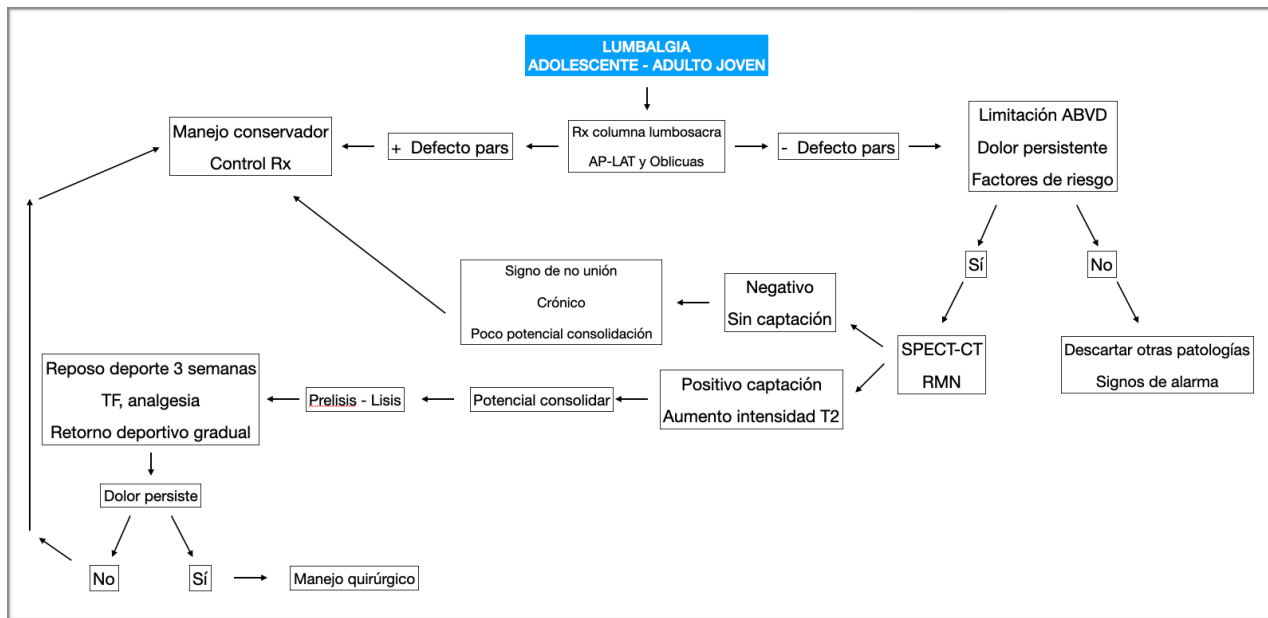 LUMBALGIA
ADOLESCENTE - ADULTO JOVEN
Manejo conservador
Control Rx
+ Defecto pars
Rx columna lumbosacra
AP-LAT y Oblicuas
- Defecto pars
Limitación ABVD
Dolor persistente
Factores de riesgo
Sí
No
Signo de no unión
Crónico
Poco potencial consolidación
Negativo
Sin captación
SPECT-CT
RMN
Descartar otras patologías
Signos de alarma
Reposo deporte 3 semanas
TF, analgesia
Retorno deportivo gradual
Prelisis - Lisis
Potencial consolidar
Positivo captación
Aumento intensidad T2
Dolor persiste
No
Sí
Manejo quirúrgico